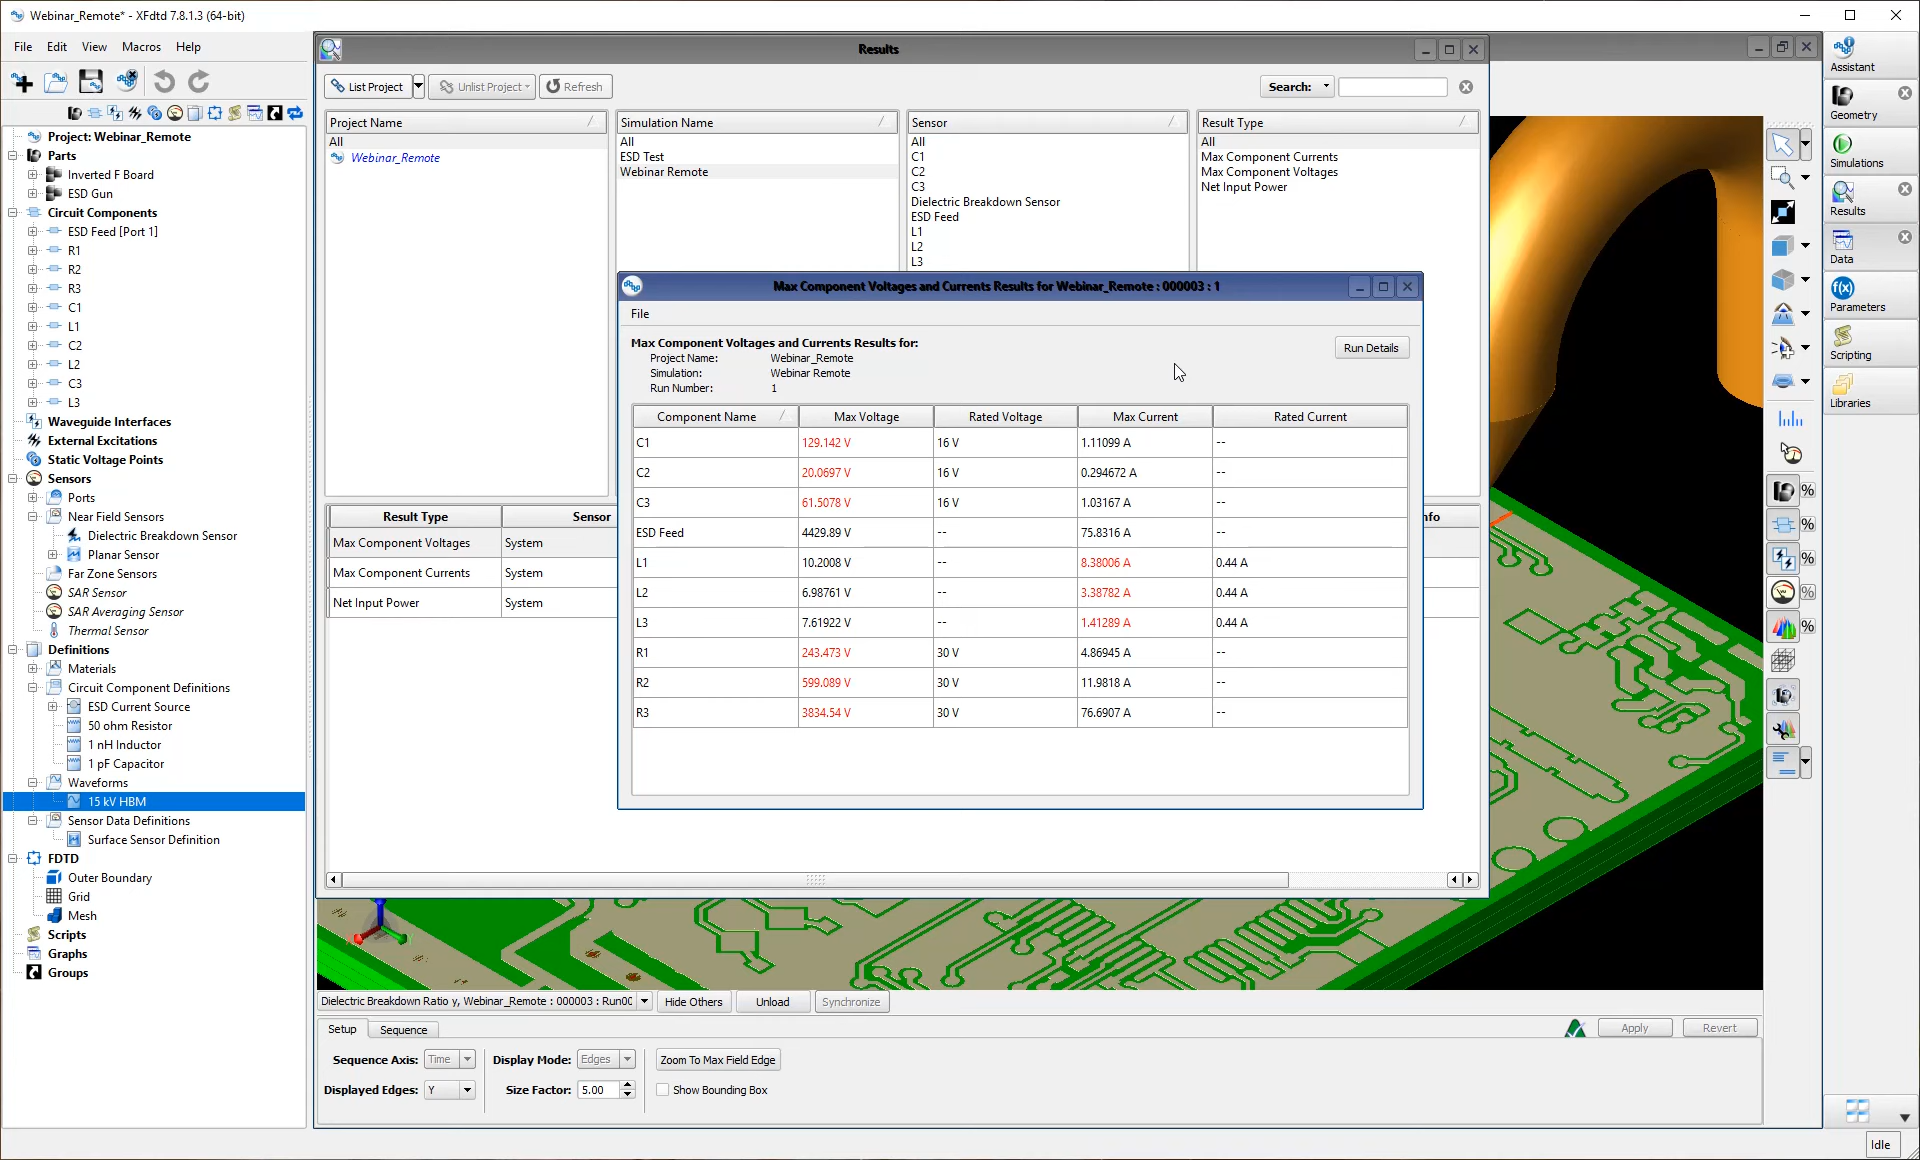 Webinar_Remote* - XFdtd 7.8.1.3 (64-bit)
File Edit View Macros Help
Project: Webinar_Remote
Parts
Inverted F Board
ESD Gun
Circuit Components
ESD Feed [Port 1]
R1
R2
R3
C1
L1
C2
L2
C3
L3
Waveguide Interfaces
External Excitations
Static Voltage Points
Sensors
Ports
Near Field Sensors
Dielectric Breakdown Sensor
Planar Sensor
Far Zone Sensors
SAR Sensor
SAR Averaging Sensor
Thermal Sensor
Definitions
Materials
Circuit Component Definitions
ESD Current Source
50 ohm Resistor
1 nH Inductor
1 pF Capacitor
Waveforms
15 kV HBM
Sensor Data Definitions
Surface Sensor Definition
FDTD
Outer Boundary
Grid
Mesh
Scripts
Graphs
Groups
Results
List Project Unlist Project Refresh Search:
Project Name
All
Webinar_Remote
Simulation Name
All
ESD Test
Webinar Remote
Sensor
All
C1
C2
C3
Dielectric Breakdown Sensor
ESD Feed
L1
L2
L3
Result Type
All
Max Component Currents
Max Component Voltages
Net Input Power
Result Type Sensor nfo
Max Component Voltages System
Max Component Currents System
Net Input Power System
Max Component Voltages and Currents Results for Webinar_Remote : 000003 : 1
File
Max Component Voltages and Currents Results for:
Project Name: Webinar_Remote
Simulation: Webinar Remote
Run Number: 1
Run Details
Component Name Max Voltage Rated Voltage Max Current Rated Current
C1 129.142 V 16 V 1.11099 A --
C2 20.0697 V 16 V 0.294672 A --
C3 61.5078 V 16 V 1.03167 A --
ESD Feed 4429.89 V -- 75.8316 A --
L1 10.2008 V -- 8.38006 A 0.44 A
L2 6.98761 V -- 3.38782 A 0.44 A
L3 7.61922 V -- 1.41289 A 0.44 A
R1 243.473 V 30 V 4.86945 A --
R2 599.089 V 30 V 11.9818 A --
R3 3834.54 V 30 V 76.6907 A --
Dielectric Breakdown Ratio y, Webinar_Remote : 000003 : Run00 Hide Others Unload Synchronize
Setup Sequence Apply Revert
Sequence Axis: Time Display Mode: Edges Zoom To Max Field Edge
Displayed Edges: Y Size Factor: 5.00 Show Bounding Box
%
%
%
%
%
Assistant
Geometry
Simulations
Results
Data
f(x)
Parameters
Scripting
Libraries
Idle